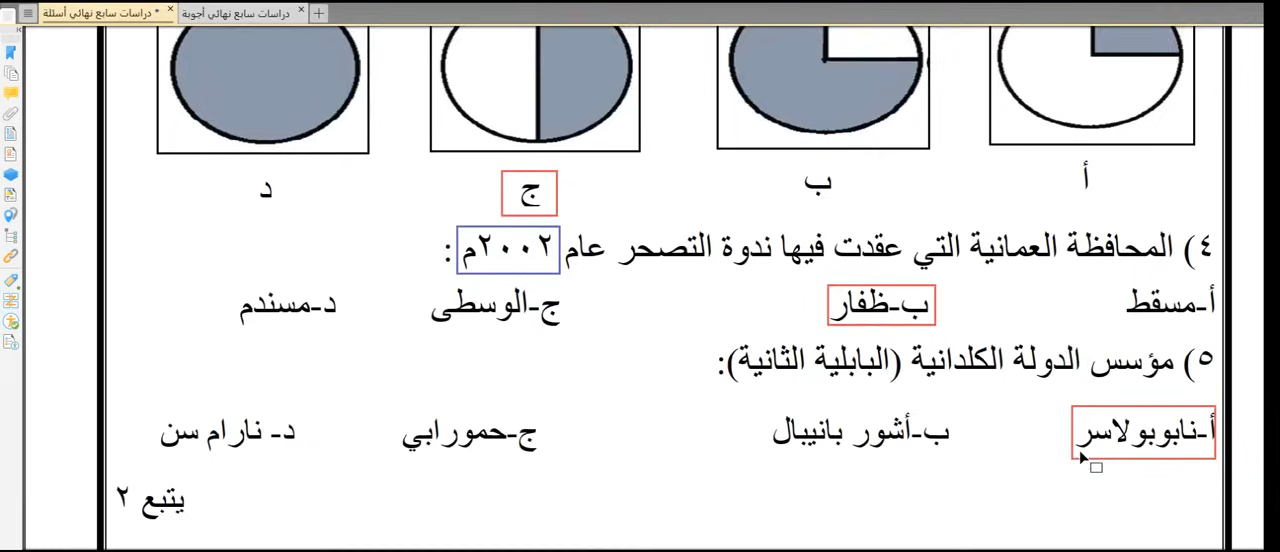 دراسات سابع نهائي أسئلة *
دراسات سابع نهائي أجوبة
أ ب ج د
٤) المحافظة العمانية التي عقدت فيها ندوة التصحر عام ٢٠٠٢م :
أ-مسقط ب-ظفار ج-الوسطى د-مسندم
٥) مؤسس الدولة الكلدانية (البابلية الثانية):
أ-نابوبولاسر ب-أشور بانيبال ج-حمورابي د- نارام سن
يتبع ٢